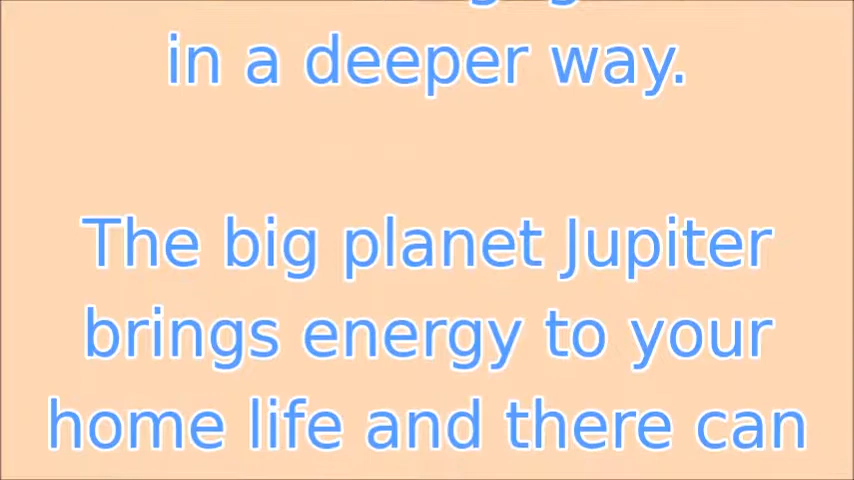 in a deeper way.
The big planet Jupiter
brings energy to your
home life and there can